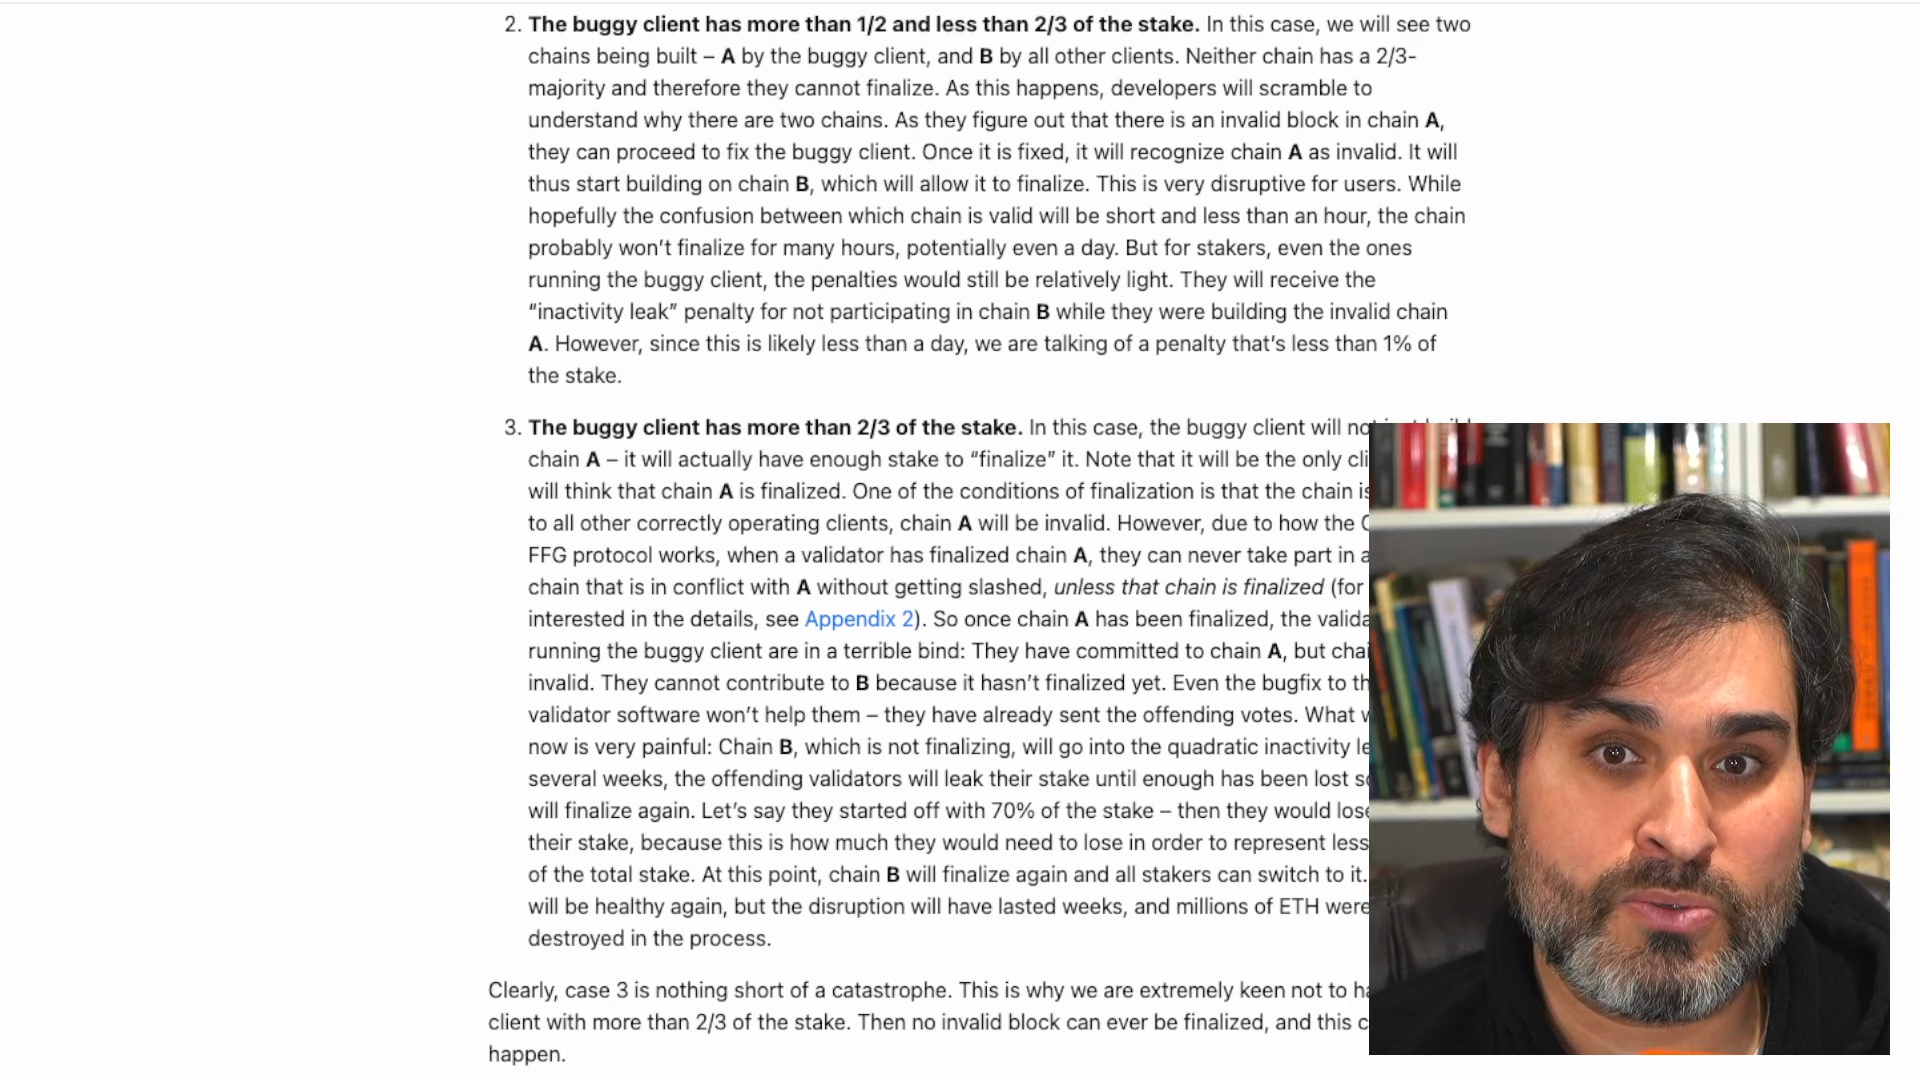 2. The buggy client has more than 1/2 and less than 2/3 of the stake. In this case, we will see two
chains being built – A by the buggy client, and B by all other clients. Neither chain has a 2/3-
majority and therefore they cannot finalize. As this happens, developers will scramble to
understand why there are two chains. As they figure out that there is an invalid block in chain A,
they can proceed to fix the buggy client. Once it is fixed, it will recognize chain A as invalid. It will
thus start building on chain B, which will allow it to finalize. This is very disruptive for users. While
hopefully the confusion between which chain is valid will be short and less than an hour, the chain
probably won’t finalize for many hours, potentially even a day. But for stakers, even the ones
running the buggy client, the penalties would still be relatively light. They will receive the
“inactivity leak” penalty for not participating in chain B while they were building the invalid chain
A. However, since this is likely less than a day, we are talking of a penalty that’s less than 1% of
the stake.
3. The buggy client has more than 2/3 of the stake. In this case, the buggy client will
chain A – it will actually have enough stake to “finalize” it. Note that it will be the only
will think that chain A is finalized. One of the conditions of finalization is that the chain
to all other correctly operating clients, chain A will be invalid. However, due to how the
FFG protocol works, when a validator has finalized chain A, they can never take part in
chain that is in conflict with A without getting slashed, unless that chain is finalized (for
interested in the details, see Appendix 2). So once chain A has been finalized, the
running the buggy client are in a terrible bind: They have committed to chain A, but
invalid. They cannot contribute to B because it hasn’t finalized yet. Even the bugfix to
validator software won’t help them – they have already sent the offending votes. What
now is very painful: Chain B, which is not finalizing, will go into the quadratic inactivity
several weeks, the offending validators will leak their stake until enough has been lost
will finalize again. Let’s say they started off with 70% of the stake – then they would
their stake, because this is how much they would need to lose in order to represent less
of the total stake. At this point, chain B will finalize again and all stakers can switch to it.
will be healthy again, but the disruption will have lasted weeks, and millions of ETH were
destroyed in the process.
Clearly, case 3 is nothing short of a catastrophe. This is why we are extremely keen not to
client with more than 2/3 of the stake. Then no invalid block can ever be finalized, and this
happen.